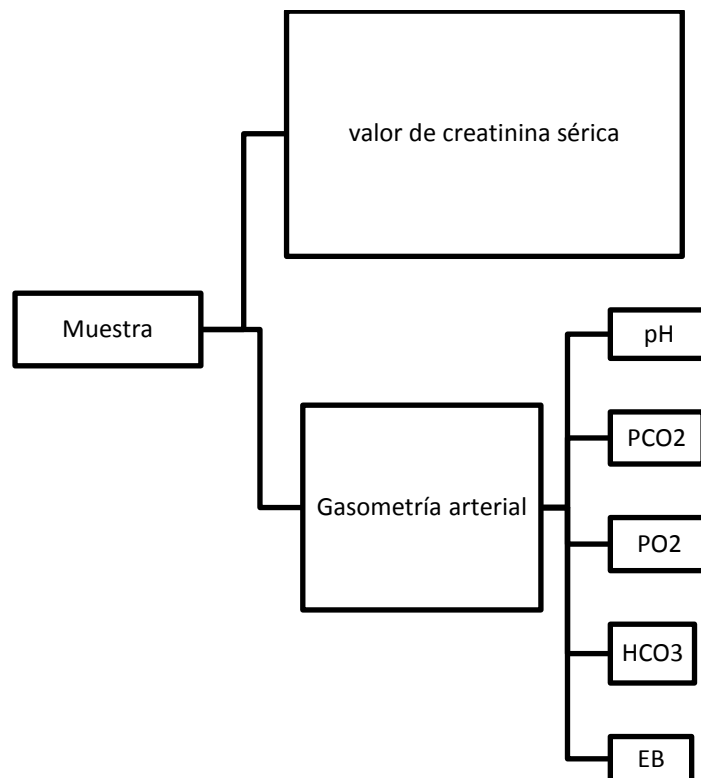 valor de creatinina sérica
Muestra
Gasometría arterial
pH
PCO2
PO2
HCO3
EB